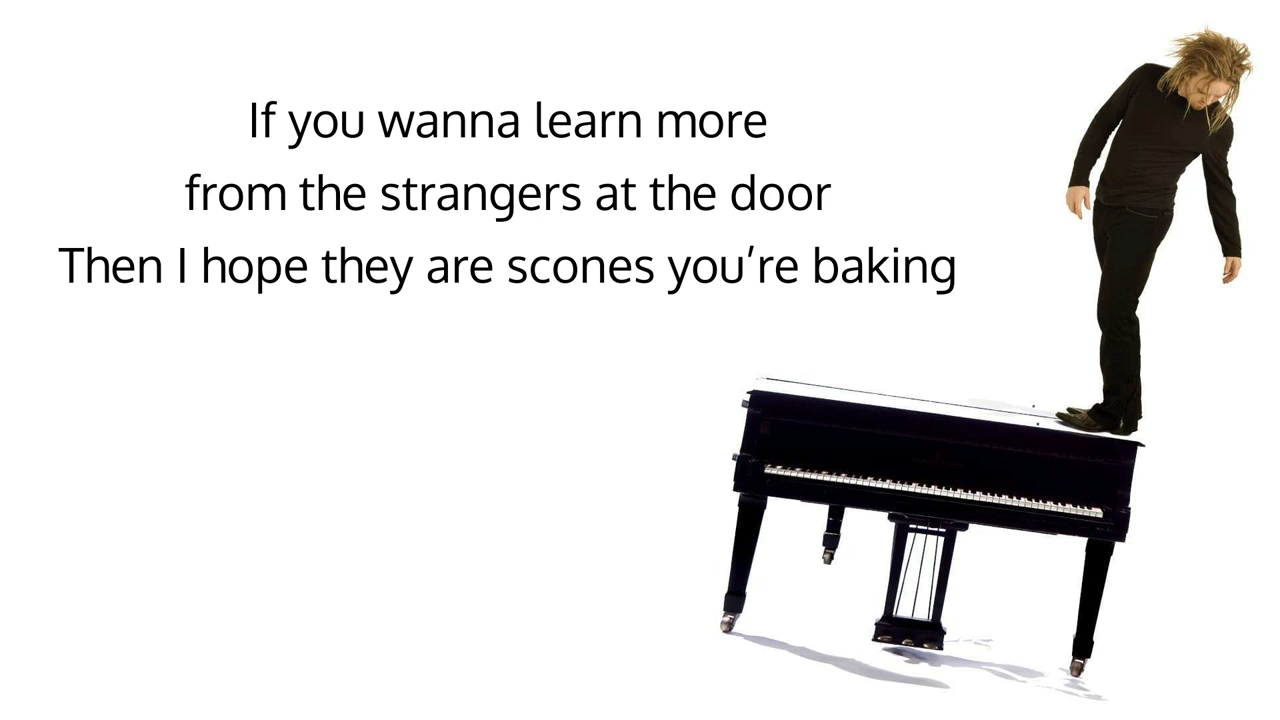 If you wanna learn more
from the strangers at the door
Then I hope they are scones you’re baking